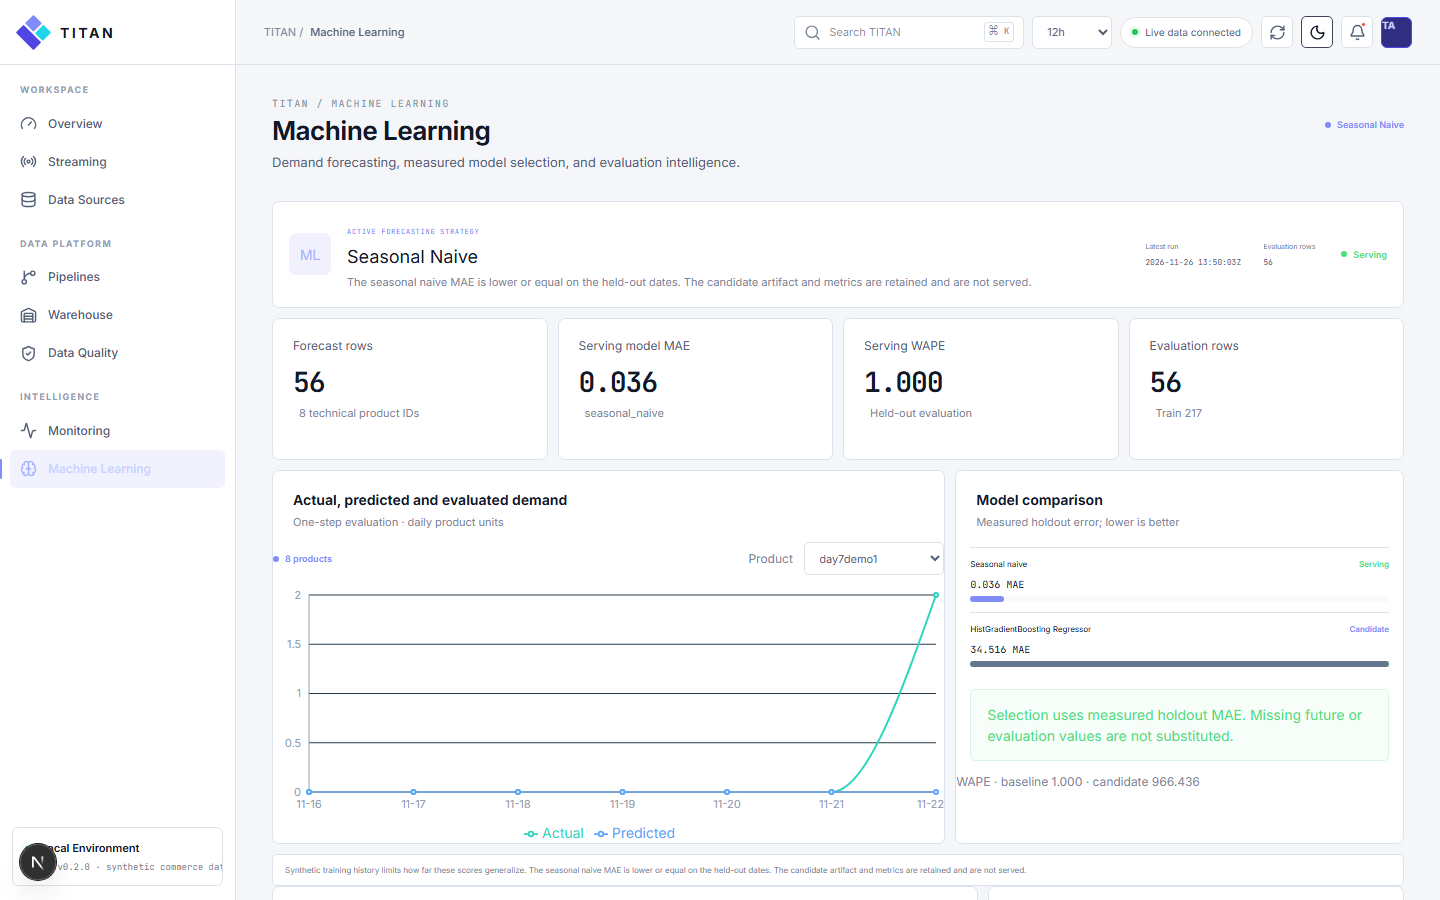 TITAN
TITAN / Machine Learning
Search TITAN
⌘ K
12h
Live data connected
TA
WORKSPACE
Overview
Streaming
Data Sources
DATA PLATFORM
Pipelines
Warehouse
Data Quality
INTELLIGENCE
Monitoring
Machine Learning
TITAN / MACHINE LEARNING
Machine Learning
Demand forecasting, measured model selection, and evaluation intelligence.
Seasonal Naive
ML
ACTIVE FORECASTING STRATEGY
Seasonal Naive
The seasonal naive MAE is lower or equal on the held-out dates. The candidate artifact and metrics are retained and are not served.
Latest run
2026-11-26 13:50:03Z
Evaluation rows
56
Serving
Forecast rows
56
8 technical product IDs
Serving model MAE
0.036
seasonal_naive
Serving WAPE
1.000
Held-out evaluation
Evaluation rows
56
Train 217
Actual, predicted and evaluated demand
One-step evaluation · daily product units
8 products
Product
day7demo1
2
1.5
1
0.5
0
11-16 11-17 11-18 11-19 11-20 11-21 11-22
Actual Predicted
Model comparison
Measured holdout error; lower is better
Seasonal naive
Serving
0.036 MAE
HistGradientBoosting Regressor
Candidate
34.516 MAE
Selection uses measured holdout MAE. Missing future or
evaluation values are not substituted.
WAPE · baseline 1.000 · candidate 966.436
Synthetic training history limits how far these scores generalize. The seasonal naive MAE is lower or equal on the held-out dates. The candidate artifact and metrics are retained and are not served.
ocal Environment
v0.2.0 · synthetic commerce dat
N